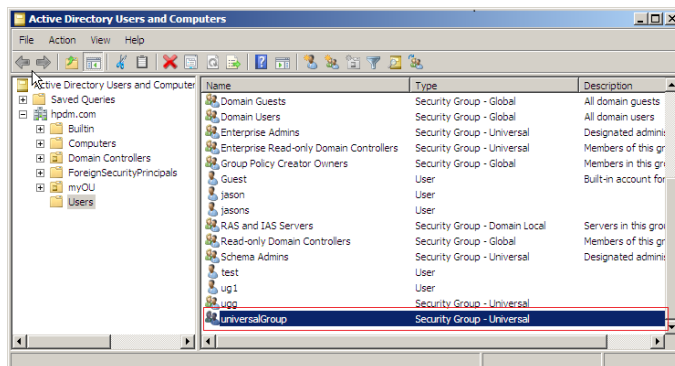 Active Directory Users and Computers
File Action View Help
Active Directory Users and Computer
Saved Queries
hpdm.com
Builtin
Computers
Domain Controllers
ForeignSecurityPrincipals
myOU
Users
Name Type Description
Domain Guests Security Group - Global All domain guests
Domain Users Security Group - Global All domain users
Enterprise Admins Security Group - Universal Designated adminis
Enterprise Read-only Domain Controllers Security Group - Universal Members of this gr
Group Policy Creator Owners Security Group - Global Members in this gr
Guest User Built-in account for
jason User
jasons User
RAS and IAS Servers Security Group - Domain Local Servers in this grou
Read-only Domain Controllers Security Group - Global Members of this gr
Schema Admins Security Group - Universal Designated adminis
test User
ug1 User
ugg Security Group - Universal
universalGroup Security Group - Universal